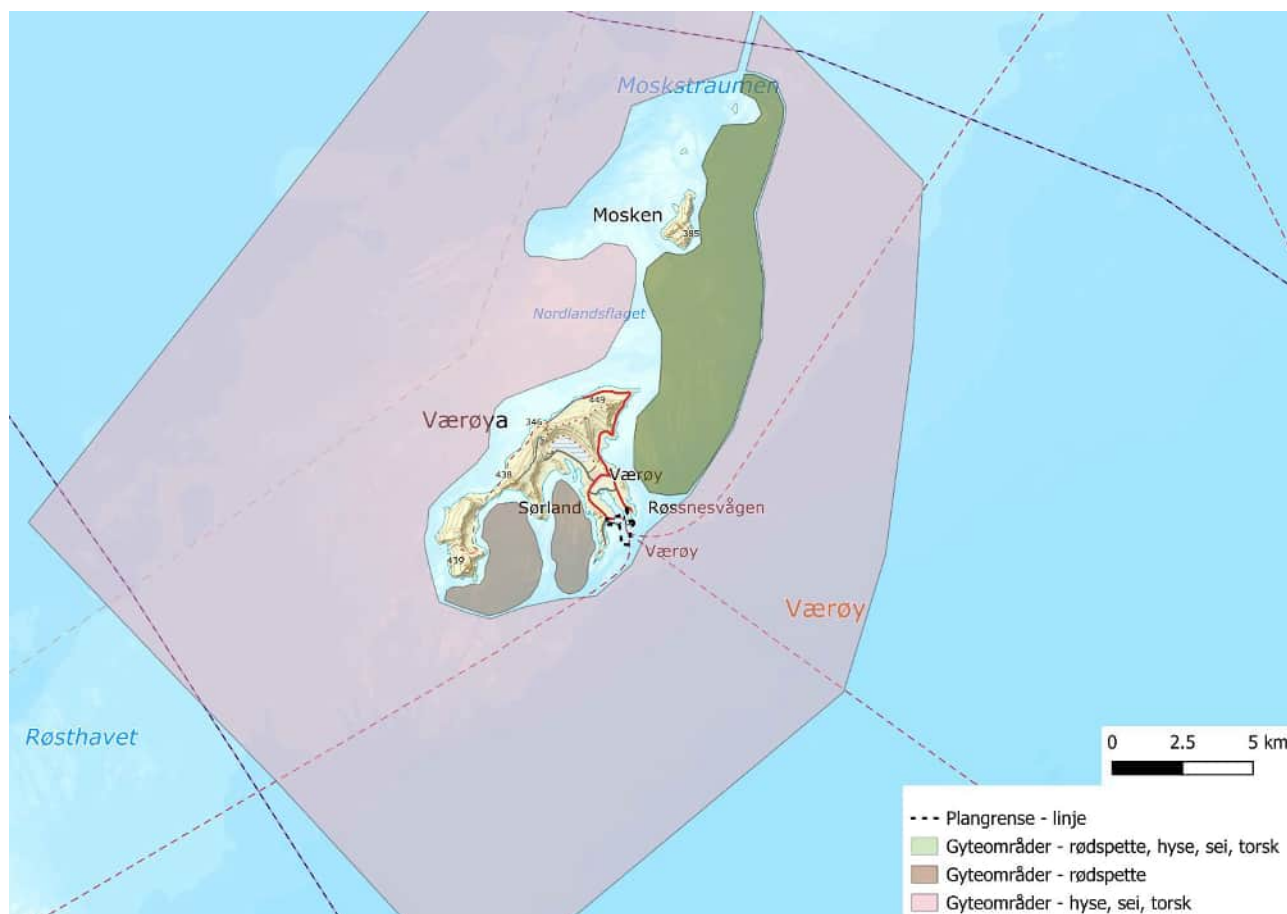 Moskstraumen
Mosken
385
Nordlandsflaget
449
Værøya
346
438
Værøy
Sørland
Røssnesvågen
Værøy
439
Værøy
Røsthavet
0 2.5 5 km
Plangrense - linje
Gyteområder - rødspette, hyse, sei, torsk
Gyteområder - rødspette
Gyteområder - hyse, sei, torsk